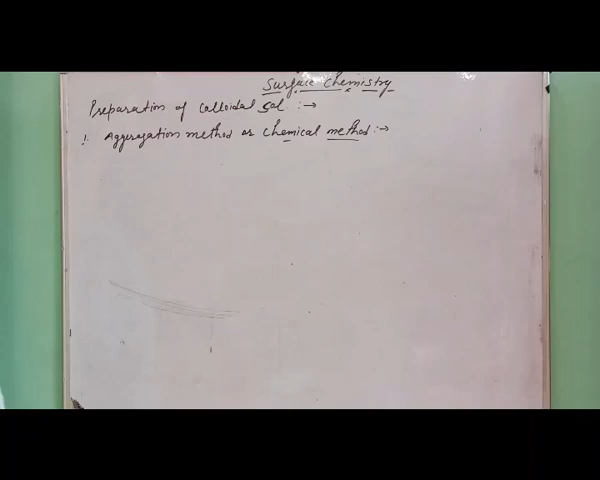 Surface Chemistry
Preparation of Colloidal Sol :→
1. Aggregation method or Chemical method :→